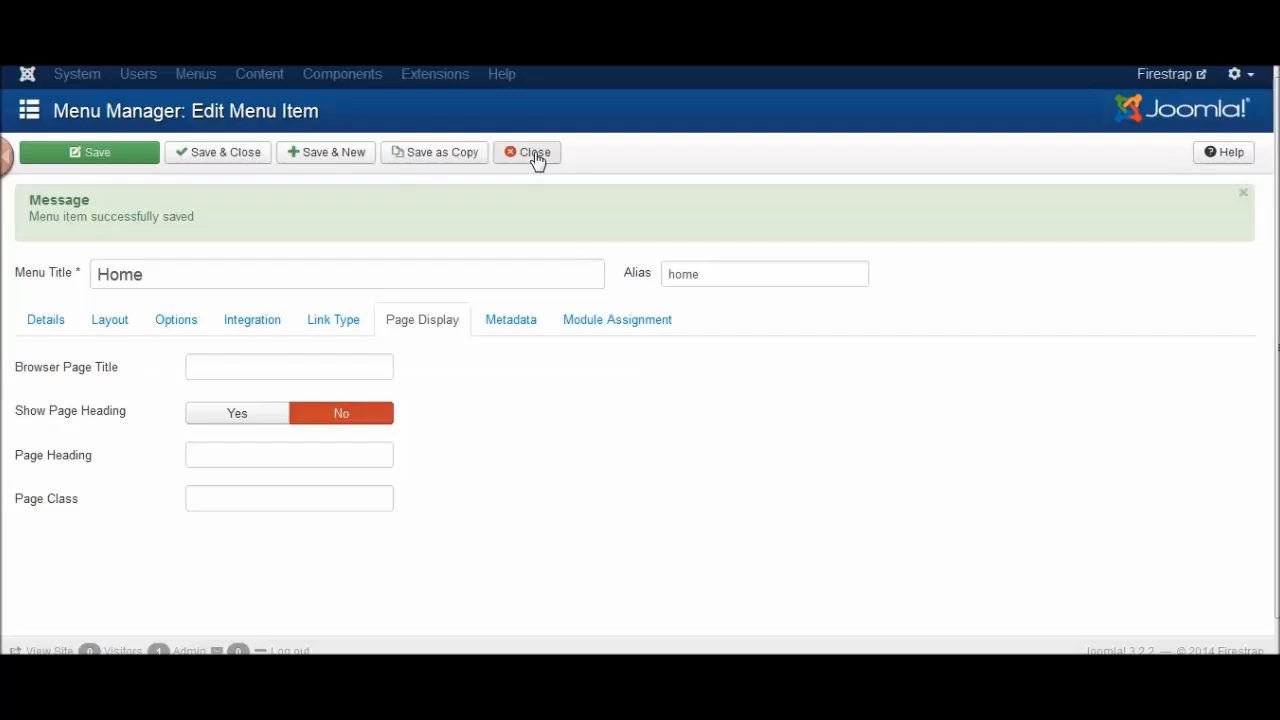 System Users Menus Content Components Extensions Help Firestrap
Menu Manager: Edit Menu Item Joomla!®
Save Save & Close Save & New Save as Copy Close Help
Message ×
Menu item successfully saved
Menu Title * Home Alias home
Details Layout Options Integration Link Type Page Display Metadata Module Assignment
Browser Page Title
Show Page Heading Yes No
Page Heading
Page Class
View Site 0 Visitors 1 Admin 0 Log out Joomla! 3.2.2 — © 2014 Firestrap